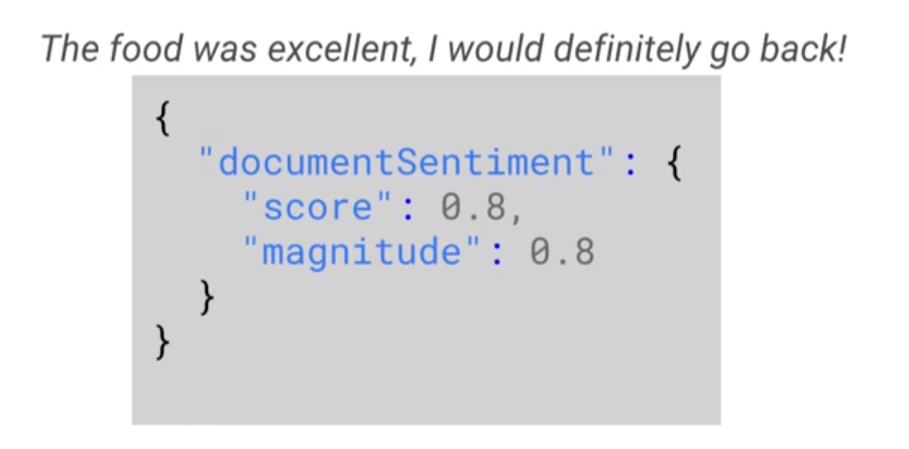 The food was excellent, I would definitely go back!
{
"documentSentiment": {
"score": 0.8,
"magnitude": 0.8
}
}